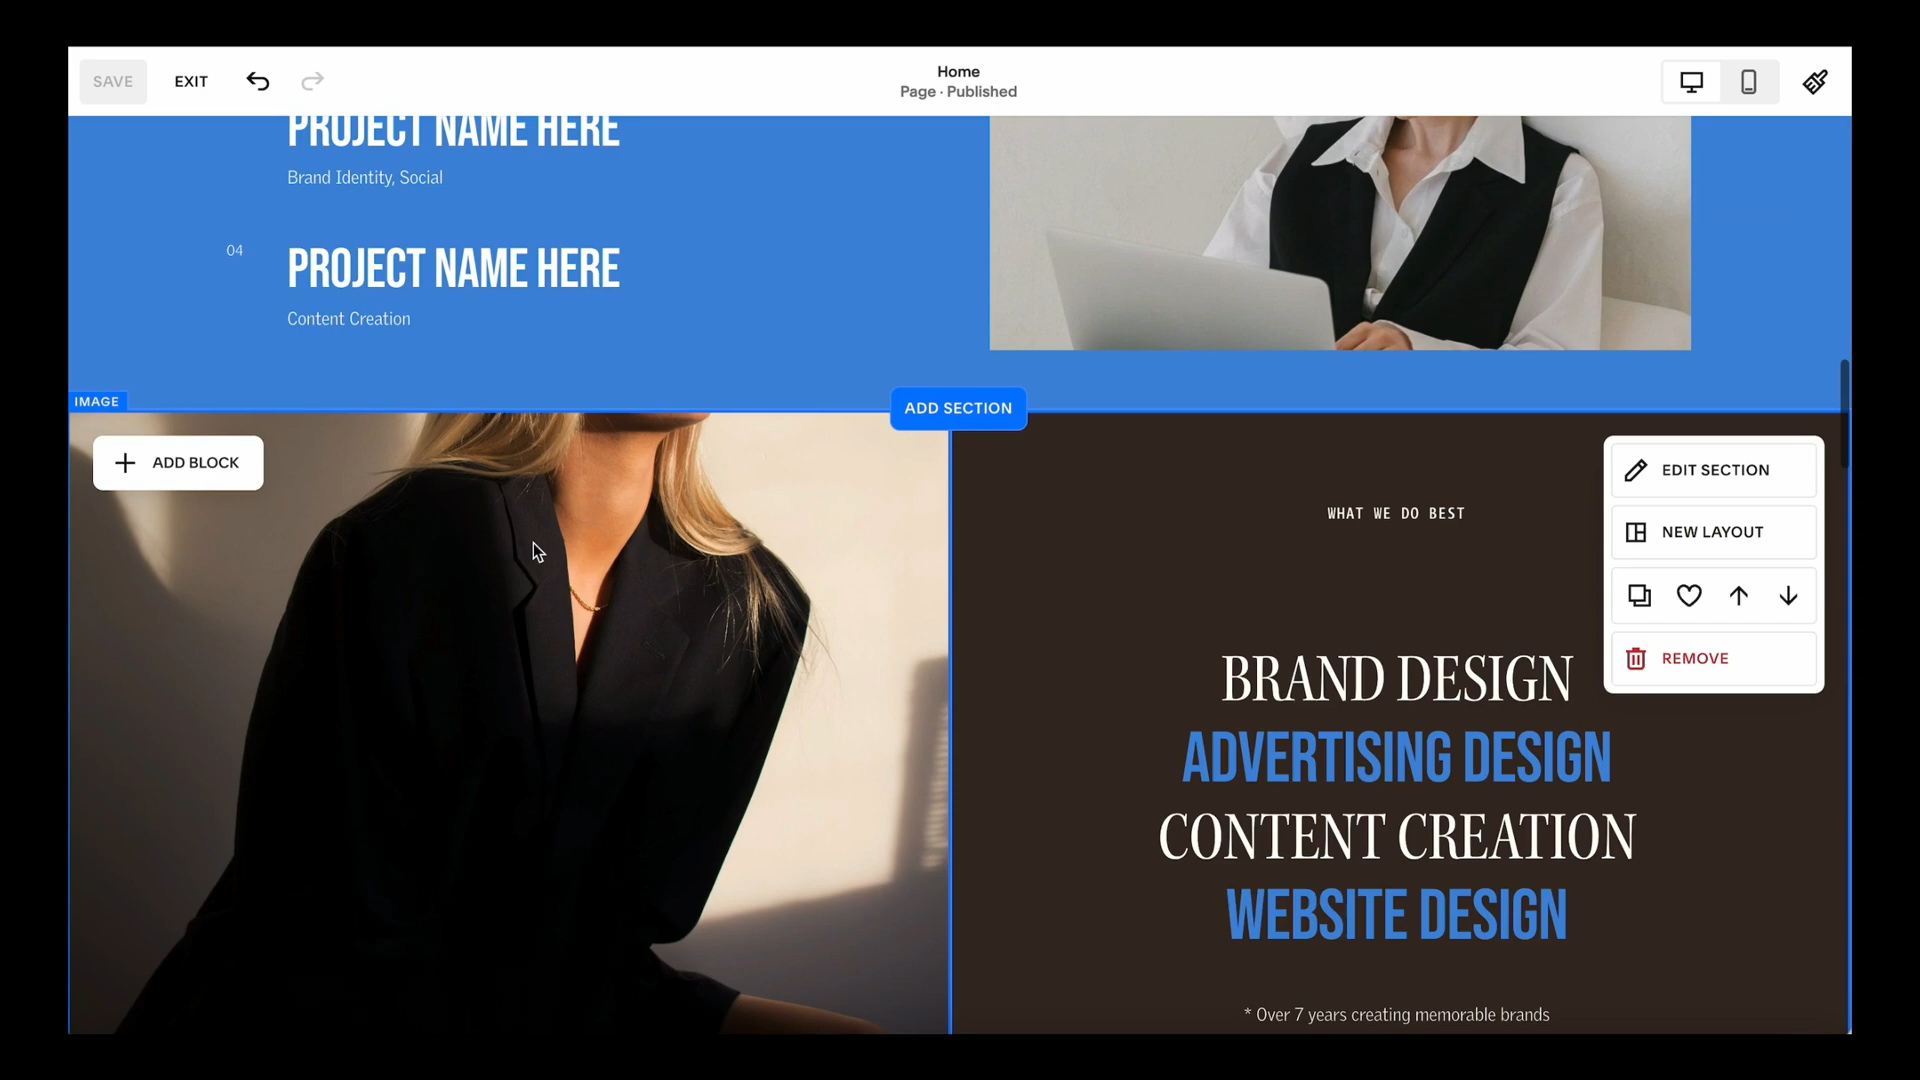 SAVE
EXIT
Home
Page · Published
PROJECT NAME HERE
Brand Identity, Social
04
PROJECT NAME HERE
Content Creation
IMAGE
ADD SECTION
ADD BLOCK
EDIT SECTION
NEW LAYOUT
REMOVE
WHAT WE DO BEST
BRAND DESIGN
ADVERTISING DESIGN
CONTENT CREATION
WEBSITE DESIGN
* Over 7 years creating memorable brands